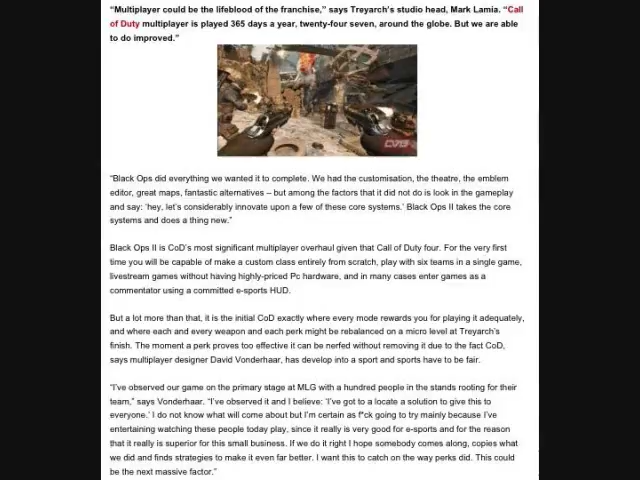 “Multiplayer could be the lifeblood of the franchise,” says Treyarch’s studio head, Mark Lamia. “Call
of Duty multiplayer is played 365 days a year, twenty-four seven, around the globe. But we are able
to do improved.”
“Black Ops did everything we wanted it to complete. We had the customisation, the theatre, the emblem
editor, great maps, fantastic alternatives – but among the factors that it did not do is look in the gameplay
and say: ‘hey, let’s considerably innovate upon a few of these core systems.’ Black Ops II takes the core
systems and does a thing new.”
Black Ops II is CoD’s most significant multiplayer overhaul given that Call of Duty four. For the very first
time you will be capable of make a custom class entirely from scratch, play with six teams in a single game,
livestream games without having highly-priced Pc hardware, and in many cases enter games as a
commentator using a committed e-sports HUD.
But a lot more than that, it is the initial CoD exactly where every mode rewards you for playing it adequately,
and where each and every weapon and each perk might be rebalanced on a micro level at Treyarch’s
finish. The moment a perk proves too effective it can be nerfed without removing it due to the fact CoD,
says multiplayer designer David Vonderhaar, has develop into a sport and sports have to be fair.
“I’ve observed our game on the primary stage at MLG with a hundred people in the stands rooting for their
team,” says Vonderhaar. “I’ve observed it and I believe: ‘I’ve got to a locate a solution to give this to
everyone.’ I do not know what will come about but I’m certain as f*ck going to try mainly because I’ve
entertaining watching these people today play, since it really is very good for e-sports and for the reason
that it really is superior for this small business. If we do it right I hope somebody comes along, copies what
we did and finds strategies to make it even far better. I want this to catch on the way perks did. This could
be the next massive factor.”